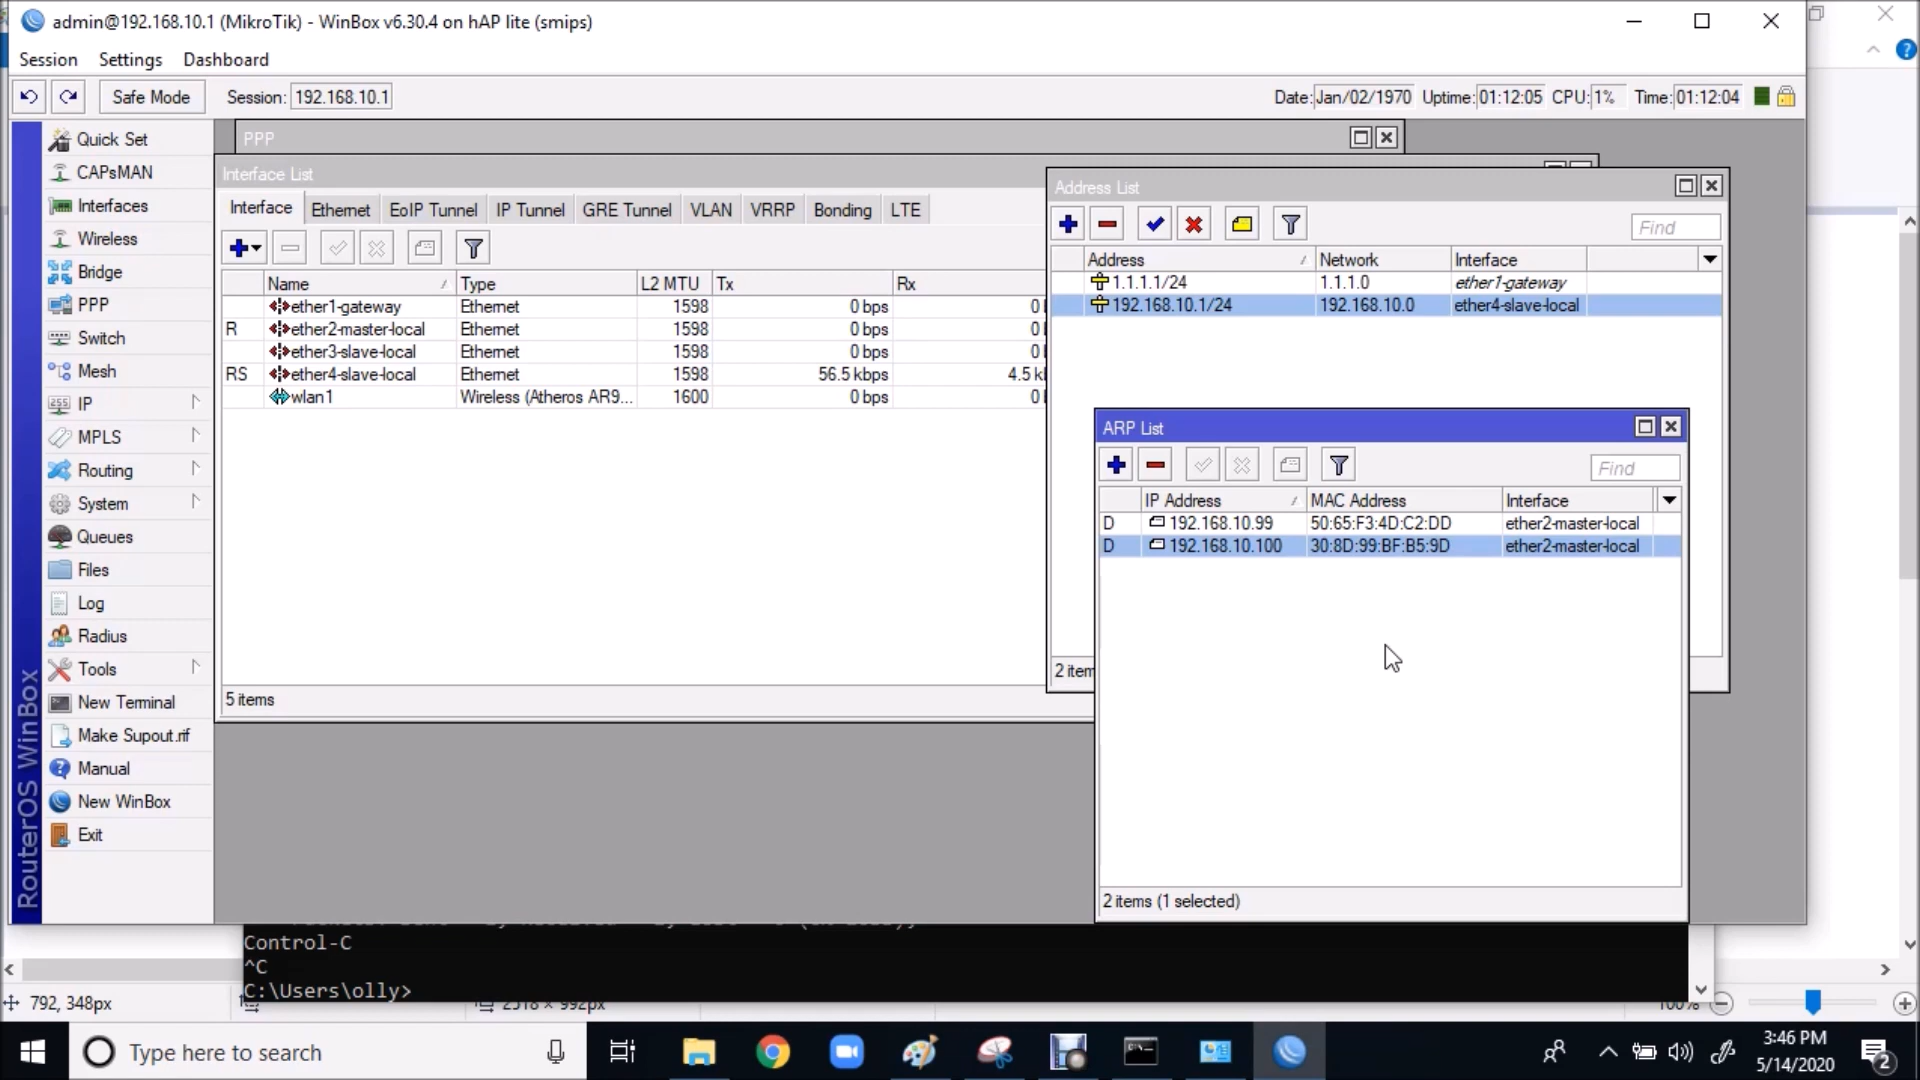 admin@192.168.10.1 (MikroTik) - WinBox v6.30.4 on hAP lite (smips)
Session Settings Dashboard
Safe Mode Session: 192.168.10.1 Date: Jan/02/1970 Uptime: 01:12:05 CPU: 1% Time: 01:12:04
RouterOS WinBox
Quick Set
CAPsMAN
Interfaces
Wireless
Bridge
PPP
Switch
Mesh
IP
MPLS
Routing
System
Queues
Files
Log
Radius
Tools
New Terminal
Make Supout.rif
Manual
New WinBox
Exit
PPP
Interface List
Interface Ethernet EoIP Tunnel IP Tunnel GRE Tunnel VLAN VRRP Bonding LTE
Name Type L2 MTU Tx Rx
ether1-gateway Ethernet 1598 0 bps 0
R ether2-master-local Ethernet 1598 0 bps 0
ether3-slave-local Ethernet 1598 0 bps 0
RS ether4-slave-local Ethernet 1598 56.5 kbps 4.5
wlan1 Wireless (Atheros AR9... 1600 0 bps 0
5 items
Address List
Find
Address Network Interface
1.1.1.1/24 1.1.1.0 ether1-gateway
192.168.10.1/24 192.168.10.0 ether4-slave-local
2 item
ARP List
Find
IP Address MAC Address Interface
D 192.168.10.99 50:65:F3:4D:C2:DD ether2-master-local
D 192.168.10.100 30:8D:99:BF:B5:9D ether2-master-local
2 items (1 selected)
Control-C
^C
C:\Users\olly>
792, 348px
100%
Type here to search
3:46 PM
5/14/2020
2